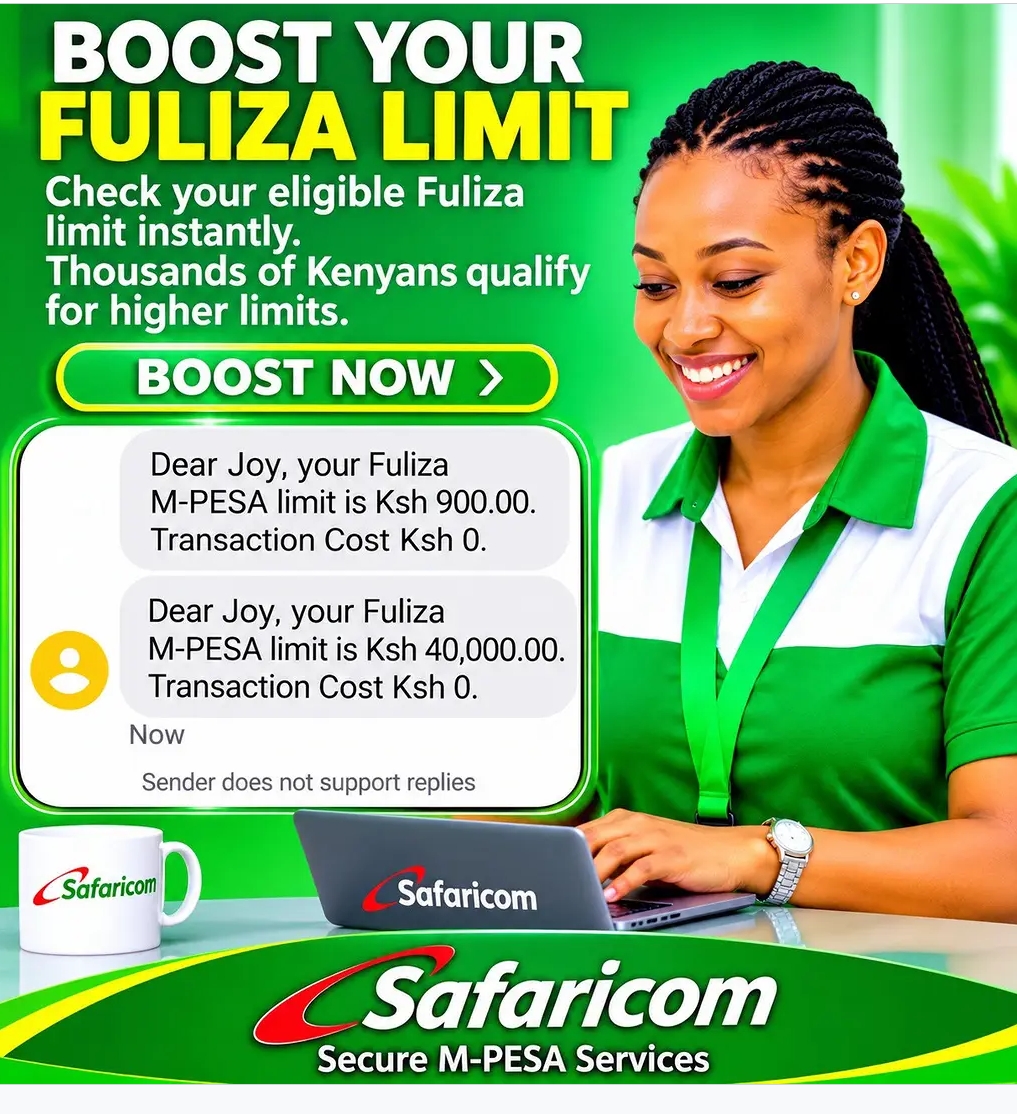 BOOST YOUR
FULIZA LIMIT
Check your eligible Fuliza
limit instantly.
Thousands of Kenyans qualify
for higher limits.
BOOST NOW >
Dear Joy, your Fuliza
M-PESA limit is Ksh 900.00.
Transaction Cost Ksh 0.
Dear Joy, your Fuliza
M-PESA limit is Ksh 40,000.00.
Transaction Cost Ksh 0.
Now
Sender does not support replies
Safaricom
Safaricom
Safaricom
Secure M-PESA Services